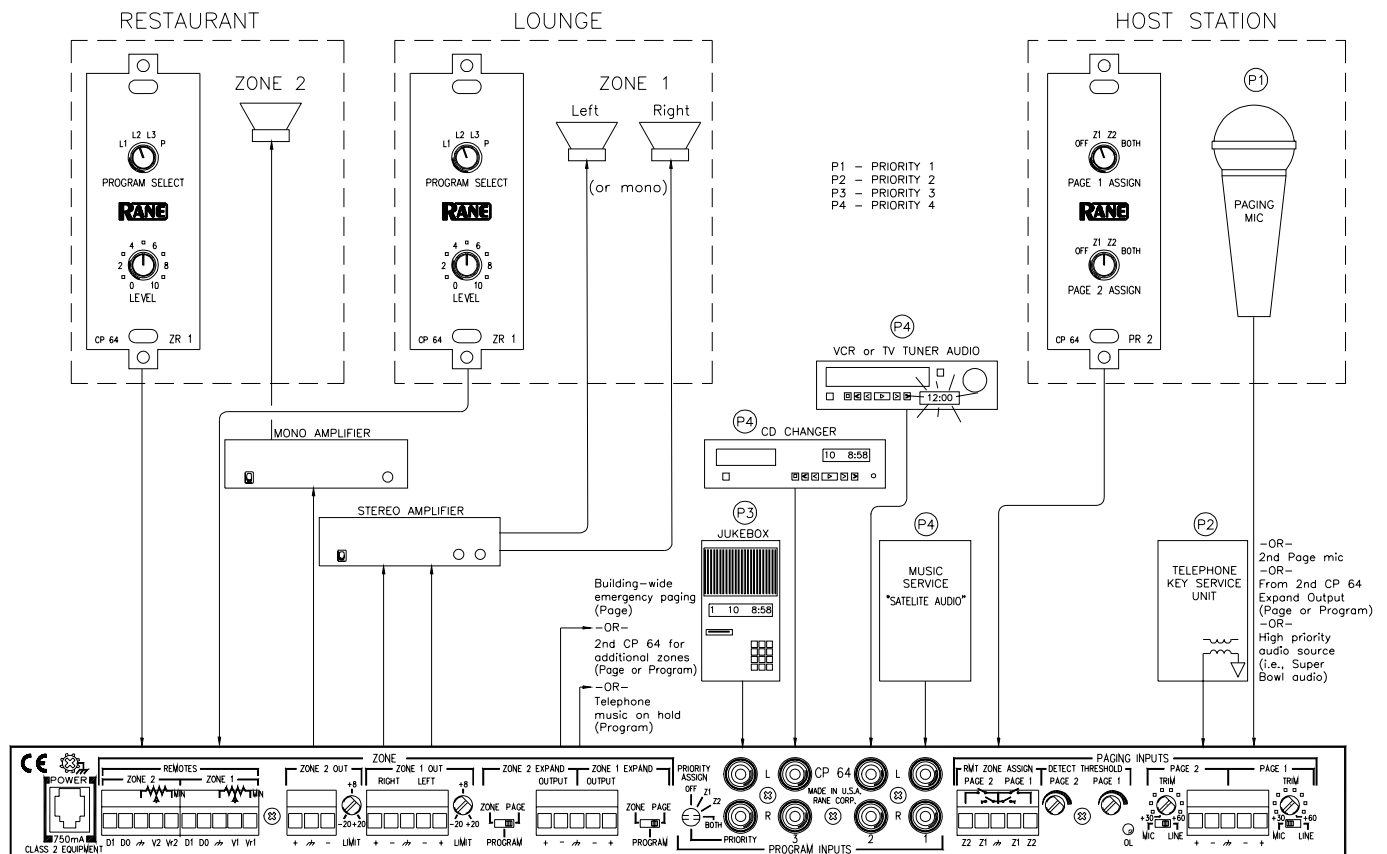 RESTAURANT
LOUNGE
HOST STATION
ZONE 2
L1 L2 L3 P
PROGRAM SELECT
RANE
0 2 4 6 8 10
LEVEL
CP 64 ZR 1
ZONE 1
Left Right
(or mono)
L1 L2 L3 P
PROGRAM SELECT
RANE
0 2 4 6 8 10
LEVEL
CP 64 ZR 1
P1 – PRIORITY 1
P2 – PRIORITY 2
P3 – PRIORITY 3
P4 – PRIORITY 4
OFF Z1 Z2 BOTH
PAGE 1 ASSIGN
RANE
OFF Z1 Z2 BOTH
PAGE 2 ASSIGN
CP 64 PR 2
P1
PAGING
MIC
P4
VCR or TV TUNER AUDIO
12:00
P4
CD CHANGER
10 8:58
MONO AMPLIFIER
STEREO AMPLIFIER
P3
JUKEBOX
1 10 8:58
P4
MUSIC
SERVICE
"SATELITE AUDIO"
P2
TELEPHONE
KEY SERVICE
UNIT
–OR–
2nd Page mic
–OR–
From 2nd CP 64
Expand Output
(Page or Program)
–OR–
High priority
audio source
(i.e., Super
Bowl audio)
Building–wide
emergency paging
(Page)
–OR–
2nd CP 64 for
additional zones
(Page or Program)
–OR–
Telephone
music on hold
(Program)
CE
POWER
750mA
CLASS 2 EQUIPMENT
ZONE
REMOTES
ZONE 2 ZONE 1
MIN MIN
D1 D0 V2 Vr2 D1 D0 V1 Vr1
ZONE 2 OUT
+ – LIMIT
+8
–20 +20
ZONE 1 OUT
RIGHT LEFT
+ – – + LIMIT
+8
–20 +20
ZONE 2 EXPAND ZONE 1 EXPAND
OUTPUT OUTPUT
ZONE PAGE
PROGRAM
+ – – +
ZONE PAGE
PROGRAM
PRIORITY
ASSIGN
OFF Z1 Z2 BOTH
PRIORITY
L CP 64 L
MADE IN U.S.A.
RANE CORP.
R R
3 2 1
PROGRAM INPUTS
PAGING INPUTS
RMT ZONE ASSIGN
PAGE 2 PAGE 1
Z2 Z1 Z1 Z2
DETECT THRESHOLD
PAGE 2 PAGE 1
OL
PAGE 2 PAGE 1
TRIM
+30 +60
MIC LINE
+ – – +
TRIM
+30 +60
MIC LINE